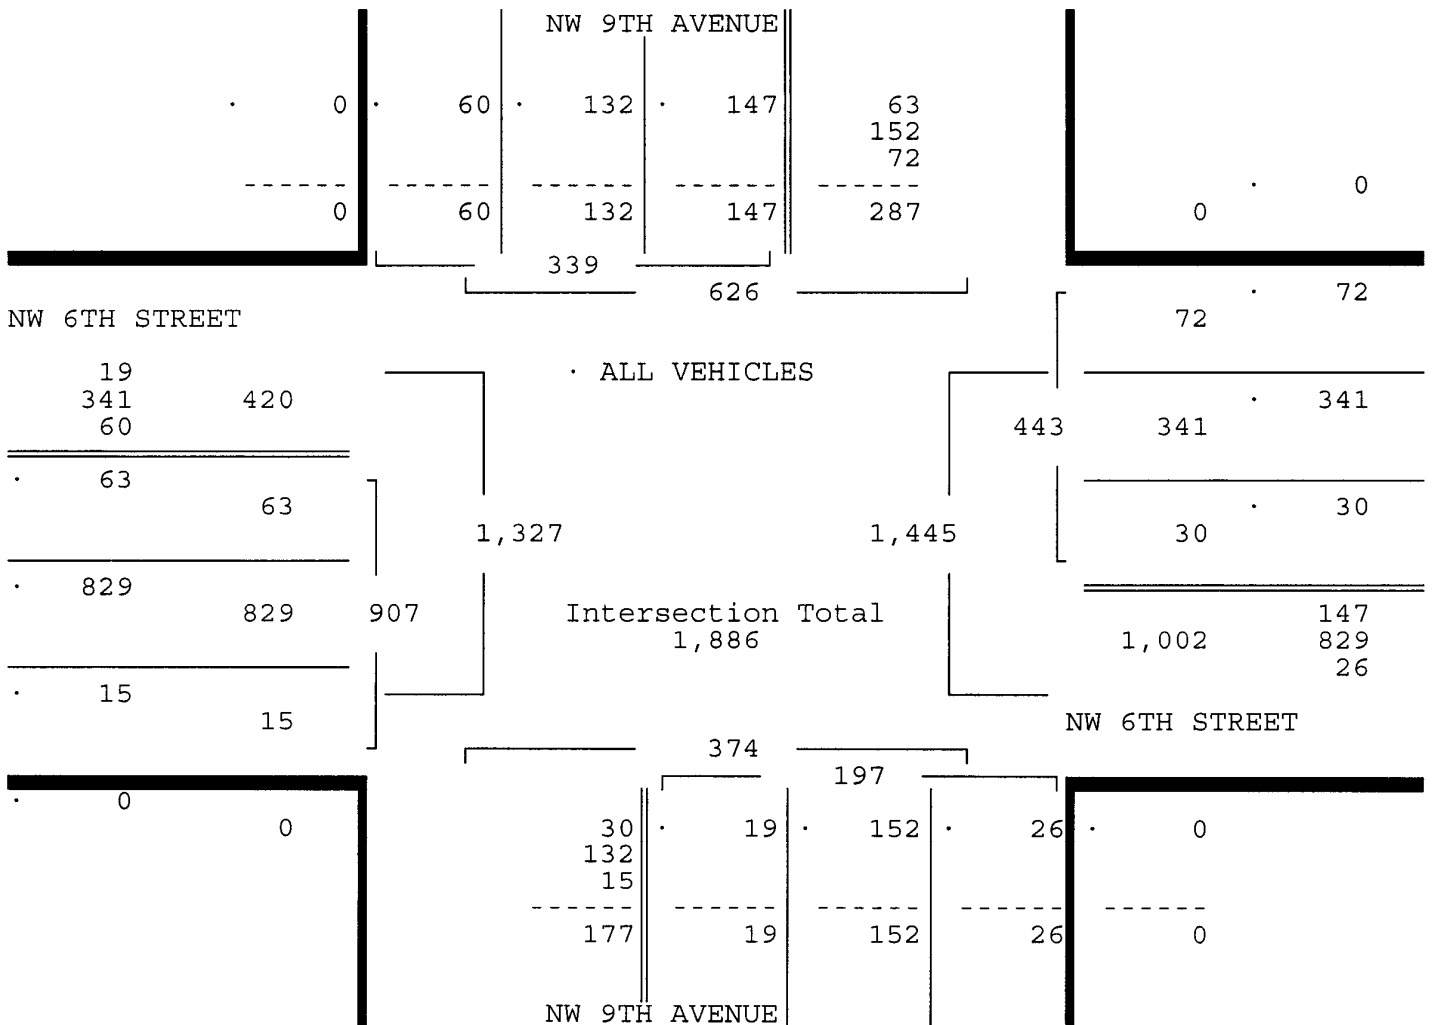 NW 9TH AVENUE
· 0 · 60 · 132 · 147 63
152
72
------ ------ ------ ------ ------ · 0
0 60 132 147 287 0
339
626 · 72
NW 6TH STREET 72
19 · ALL VEHICLES
341 420 · 341
60 443 341
· 63
63 · 30
1,327 1,445 30
· 829
829 907 Intersection Total 147
1,886 1,002 829
26
· 15
15 NW 6TH STREET
374
197
· 0
0 30 · 19 · 152 · 26 · 0
132
15
------ ------ ------ ------ ------
177 19 152 26 0
NW 9TH AVENUE